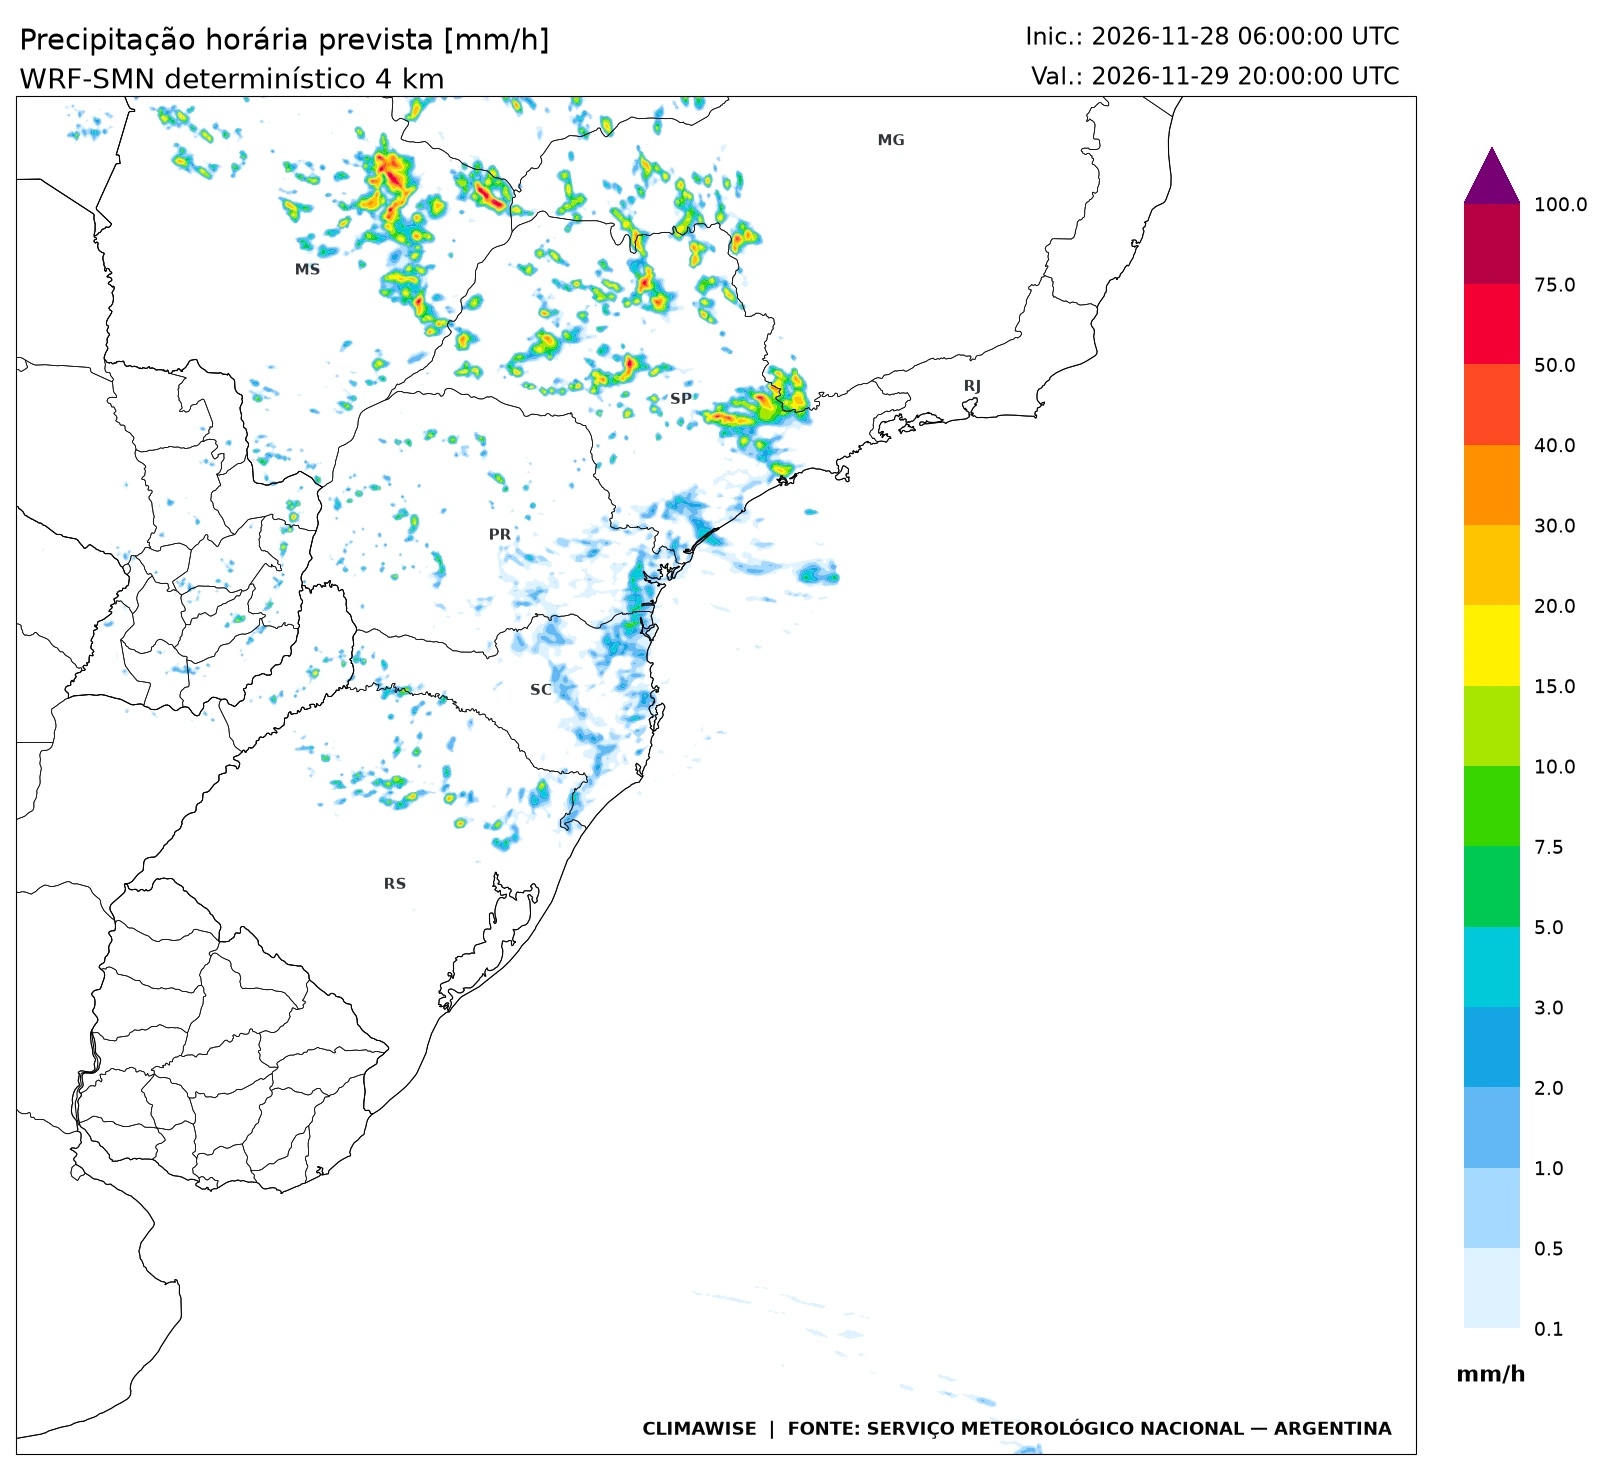 Precipitação horária prevista [mm/h]
WRF-SMN determinístico 4 km
Inic.: 2026-11-28 06:00:00 UTC
Val.: 2026-11-29 20:00:00 UTC
MG
MS
RJ
SP
PR
SC
RS
100.0
75.0
50.0
40.0
30.0
20.0
15.0
10.0
7.5
5.0
3.0
2.0
1.0
0.5
0.1
mm/h
CLIMAWISE | FONTE: SERVIÇO METEOROLÓGICO NACIONAL — ARGENTINA